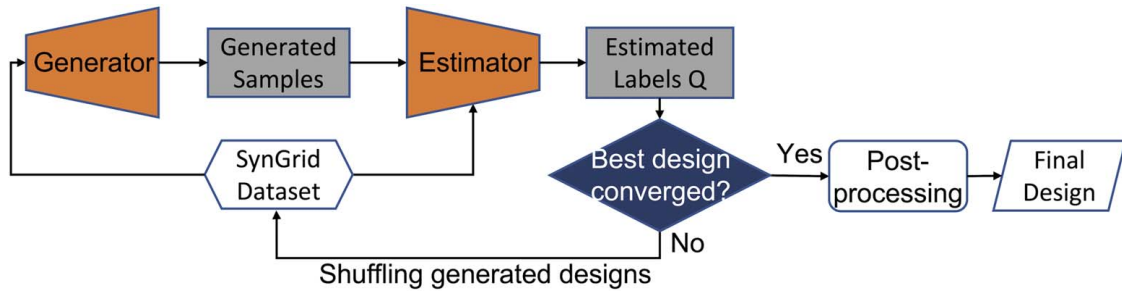 Generator
Generated
Samples
Estimator
Estimated
Labels Q
SynGrid
Dataset
Best design
converged?
Yes
Post-
processing
Final
Design
No
Shuffling generated designs